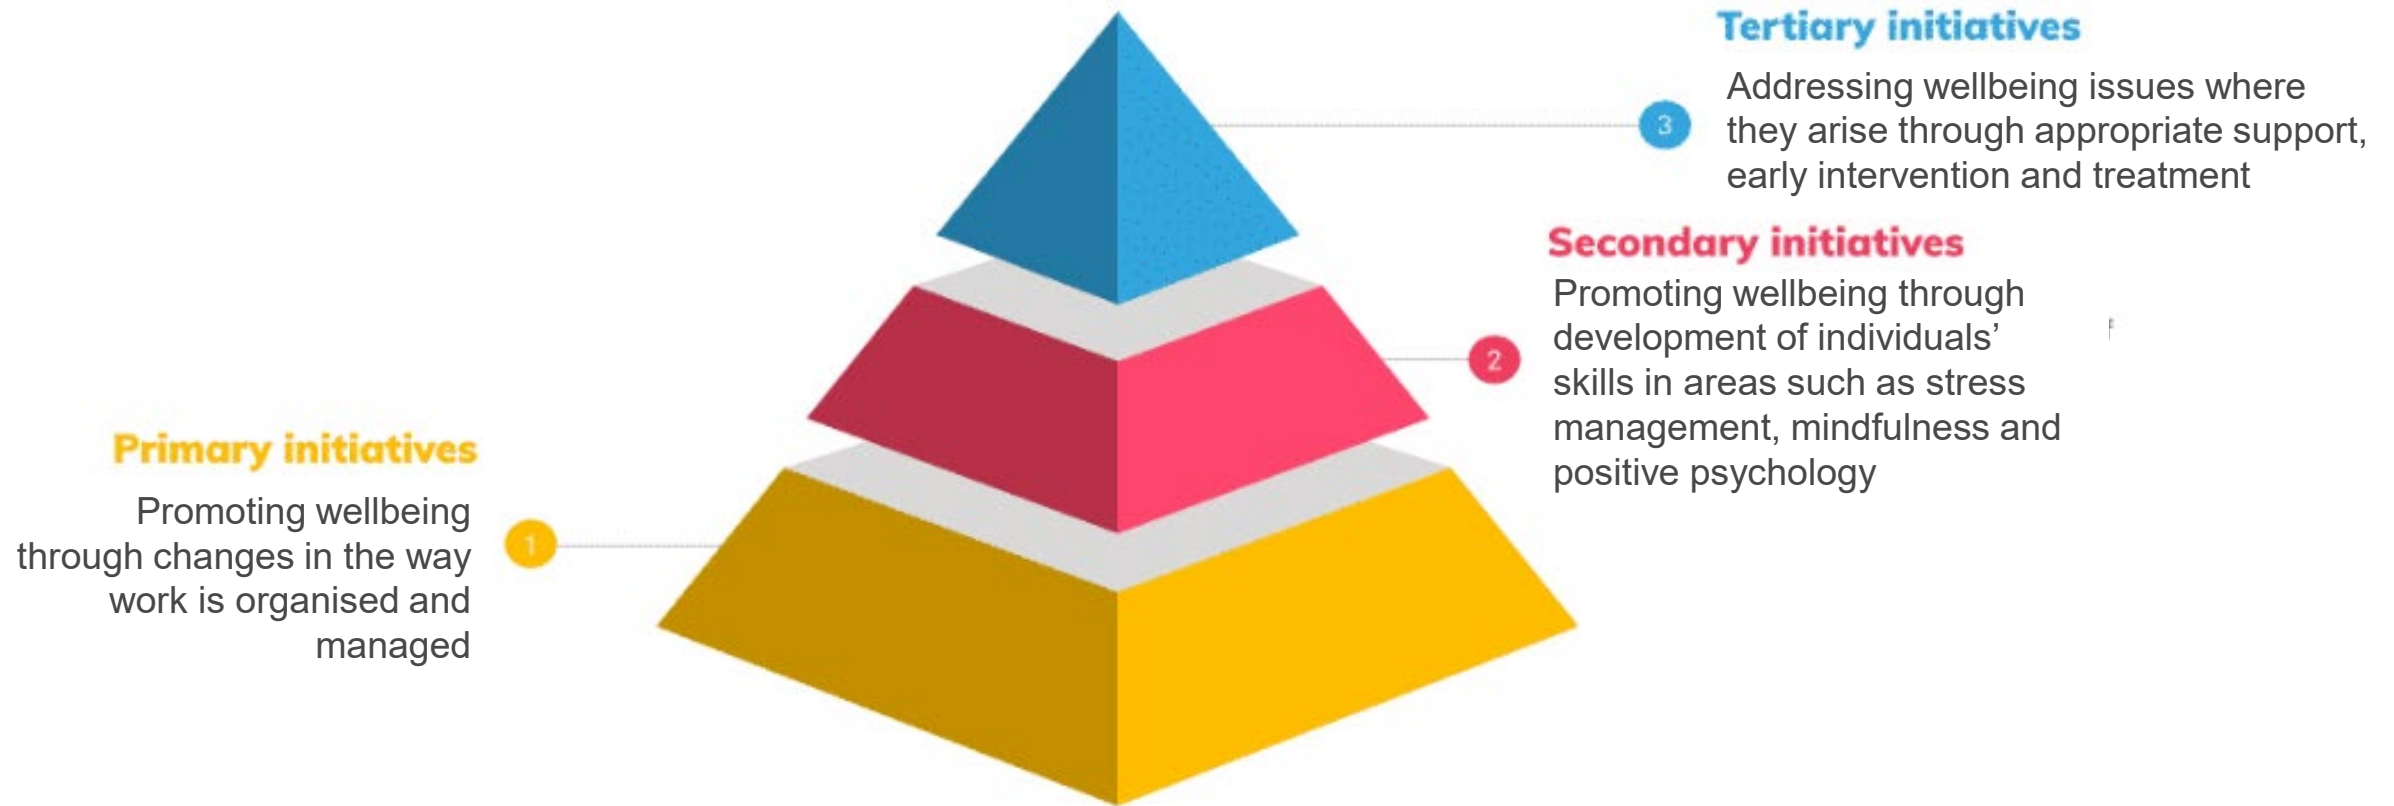 Tertiary initiatives
Addressing wellbeing issues where
they arise through appropriate support,
early intervention and treatment
3
Secondary initiatives
Promoting wellbeing through
development of individuals’
skills in areas such as stress
management, mindfulness and
positive psychology
2
Primary initiatives
Promoting wellbeing
through changes in the way
work is organised and
managed
1